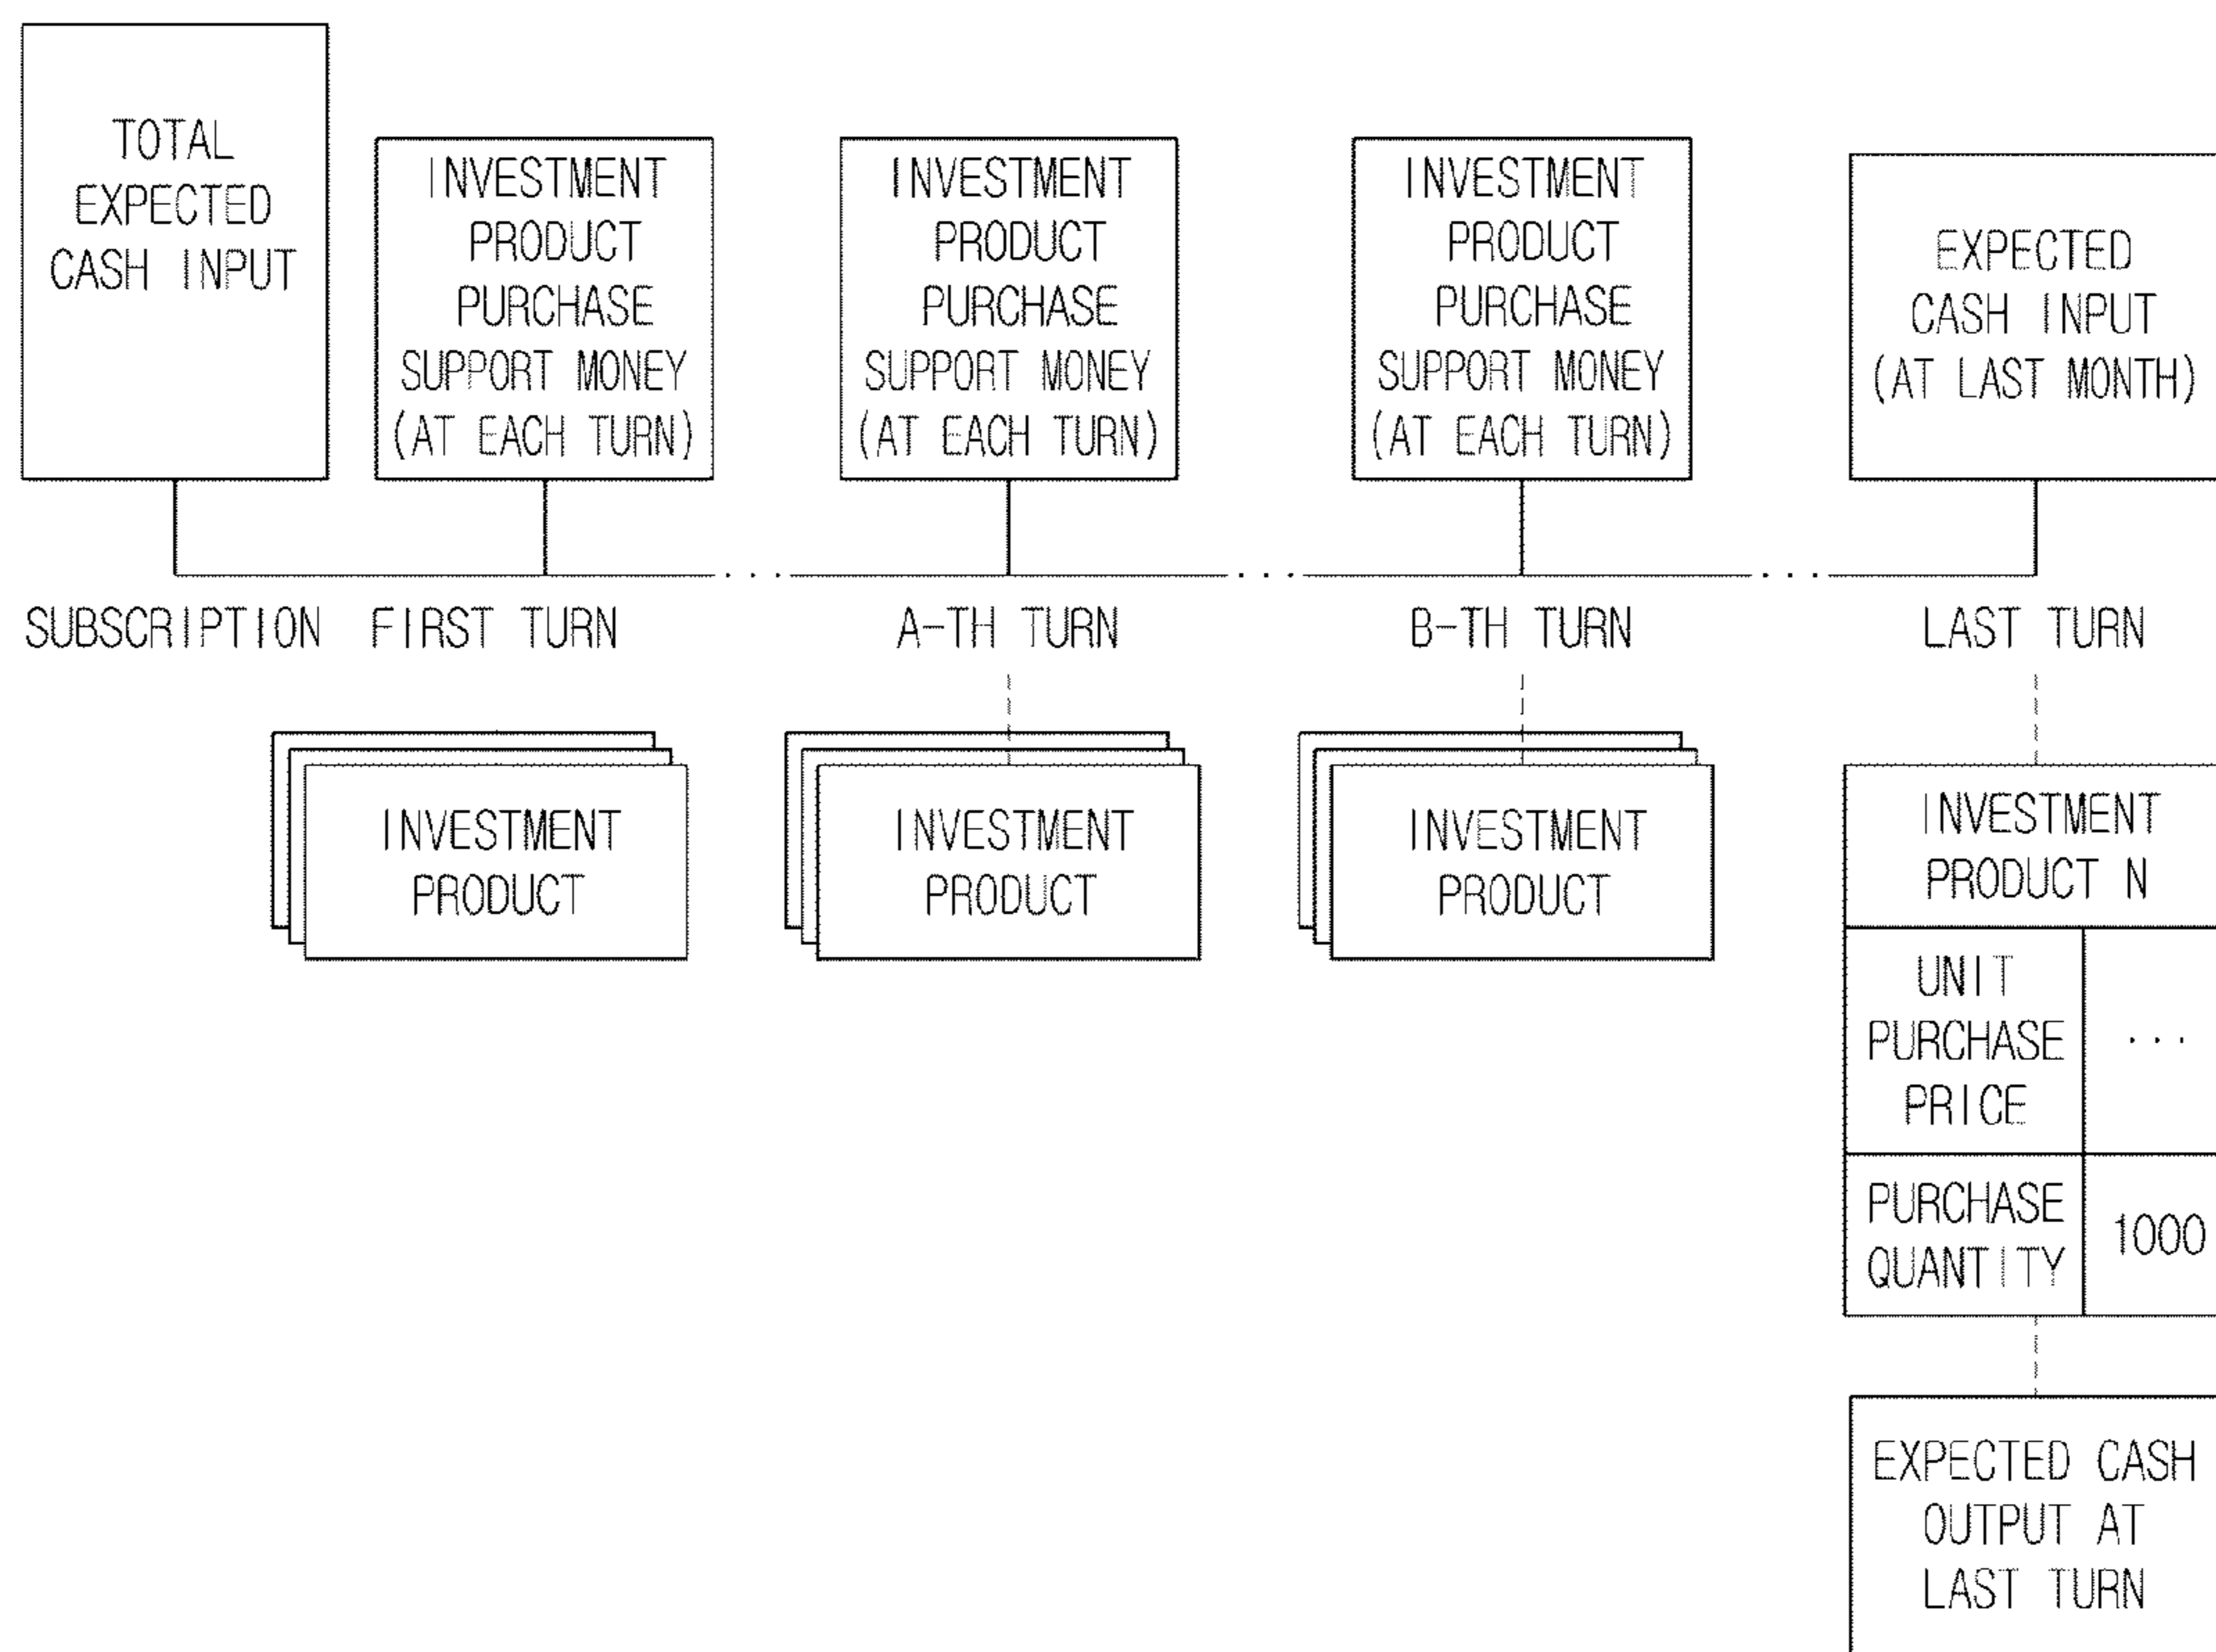 TOTAL
EXPECTED
CASH INPUT
INVESTMENT
PRODUCT
PURCHASE
SUPPORT MONEY
(AT EACH TURN)
INVESTMENT
PRODUCT
PURCHASE
SUPPORT MONEY
(AT EACH TURN)
INVESTMENT
PRODUCT
PURCHASE
SUPPORT MONEY
(AT EACH TURN)
EXPECTED
CASH INPUT
(AT LAST MONTH)
...
...
...
SUBSCRIPTION
FIRST TURN
A-TH TURN
B-TH TURN
LAST TURN
INVESTMENT
PRODUCT
INVESTMENT
PRODUCT
INVESTMENT
PRODUCT
INVESTMENT
PRODUCT N
UNIT
PURCHASE
PRICE
...
PURCHASE
QUANTITY
1000
EXPECTED CASH
OUTPUT AT
LAST TURN